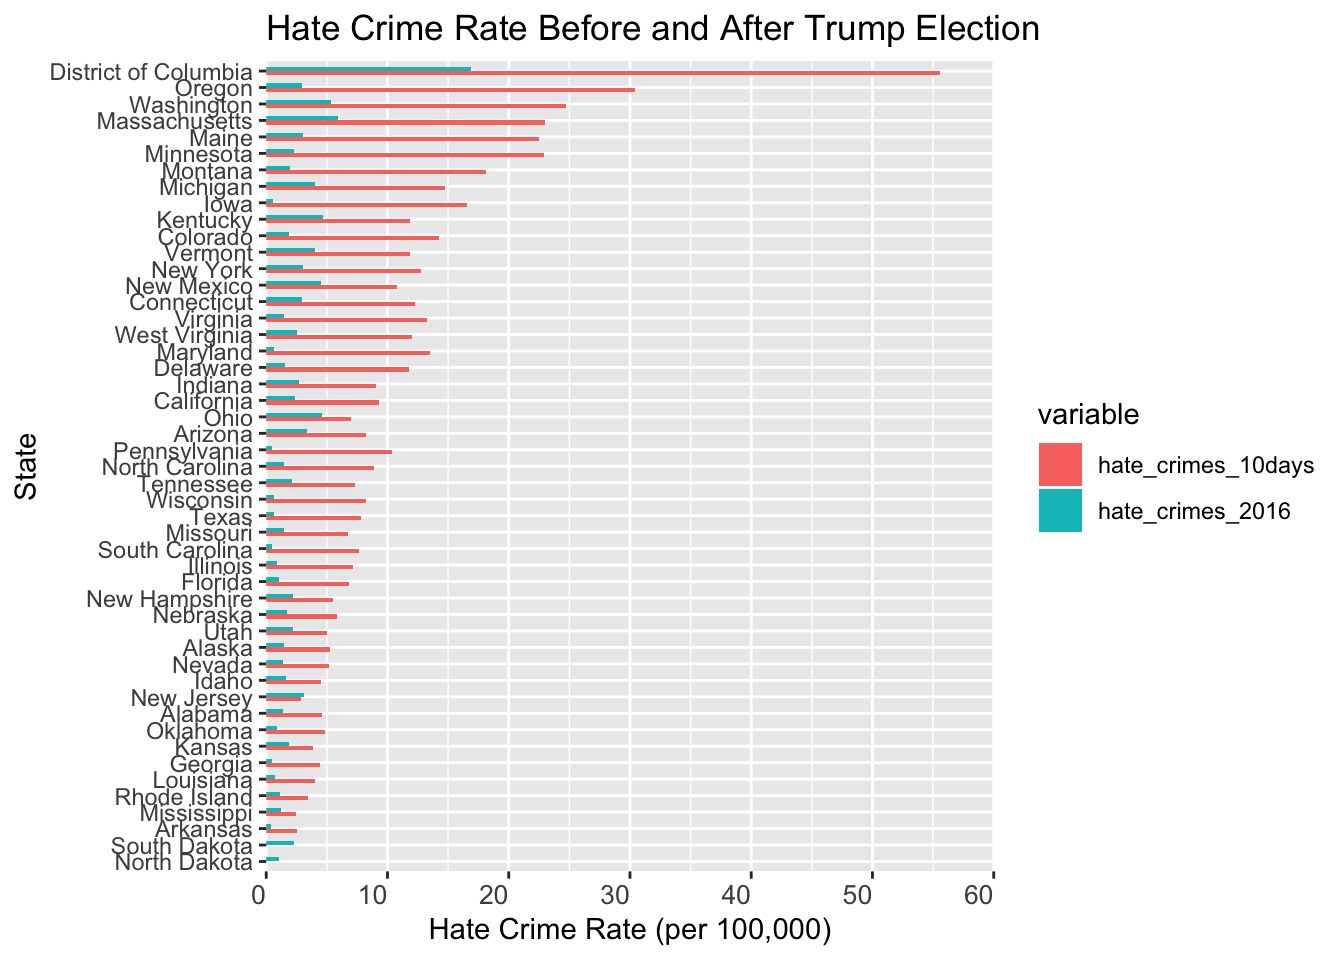 Hate Crime Rate Before and After Trump Election
District of Columbia
Oregon
Washington
Massachusetts
Maine
Minnesota
Montana
Michigan
Iowa
Kentucky
Colorado
Vermont
New York
New Mexico
Connecticut
Virginia
West Virginia
Maryland
Delaware
Indiana
California
Ohio
Arizona
Pennsylvania
North Carolina
Tennessee
Wisconsin
Texas
Missouri
South Carolina
Illinois
Florida
New Hampshire
Nebraska
Utah
Alaska
Nevada
Idaho
New Jersey
Alabama
Oklahoma
Kansas
Georgia
Louisiana
Rhode Island
Mississippi
Arkansas
South Dakota
North Dakota
State
0 10 20 30 40 50 60
Hate Crime Rate (per 100,000)
variable
hate_crimes_10days
hate_crimes_2016